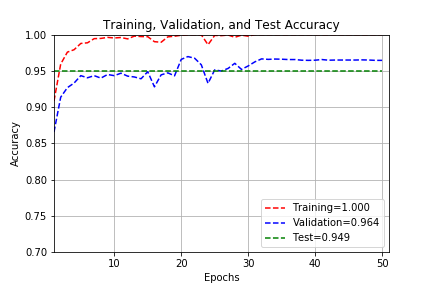 Training, Validation, and Test Accuracy
1.00
0.95
0.90
0.85
0.80
0.75
0.70
Accuracy
Training=1.000
Validation=0.964
Test=0.949
10 20 30 40 50
Epochs